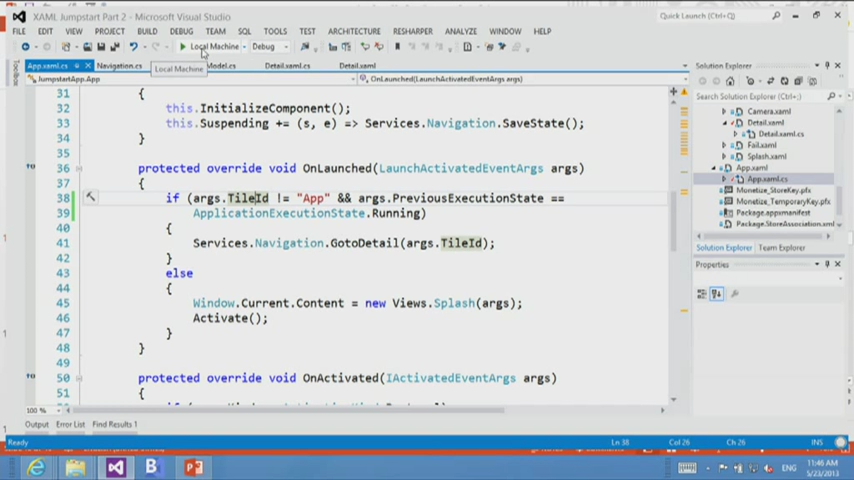 XAML Jumpstart Part 2 - Microsoft Visual Studio
Quick Launch (Ctrl+Q)
FILE EDIT VIEW PROJECT BUILD DEBUG TEAM SQL TOOLS TEST ARCHITECTURE RESHARPER ANALYZE WINDOW HELP
Local Machine Debug
App.xaml.cs Navigation.cs Model.cs Detail.xaml.cs Detail.xaml
Local Machine
JumpstartApp.App OnLaunched(LaunchActivatedEventArgs args)
Toolbox
31 {
32 this.InitializeComponent();
33 this.Suspending += (s, e) => Services.Navigation.SaveState();
34 }
35
36 protected override void OnLaunched(LaunchActivatedEventArgs args)
37 {
38 if (args.TileId != "App" && args.PreviousExecutionState ==
39 ApplicationExecutionState.Running)
40 {
41 Services.Navigation.GotoDetail(args.TileId);
42 }
43 else
44 {
45 Window.Current.Content = new Views.Splash(args);
46 Activate();
47 }
48 }
49
50 protected override void OnActivated(IActivatedEventArgs args)
51 {
100 %
Output Error List Find Results 1
Solution Explorer
Search Solution Explorer (Ctrl+;)
Camera.xaml
Detail.xaml
Detail.xaml.cs
Fail.xaml
Splash.xaml
App.xaml
App.xaml.cs
Monetize_StoreKey.pfx
Monetize_TemporaryKey.pfx
Package.appxmanifest
Package.StoreAssociation.xml
Solution Explorer Team Explorer
Properties
Ready Ln 38 Col 26 Ch 26 INS
ENG
11:46 AM
5/23/2013